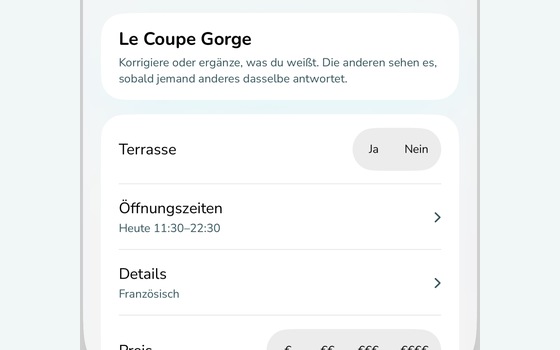 Le Coupe Gorge
Korrigiere oder ergänze, was du weißt. Die anderen sehen es,
sobald jemand anderes dasselbe antwortet.
Terrasse Ja Nein
Öffnungszeiten
Heute 11:30–22:30
Details
Französisch
Preis € €€ €€€ €€€€